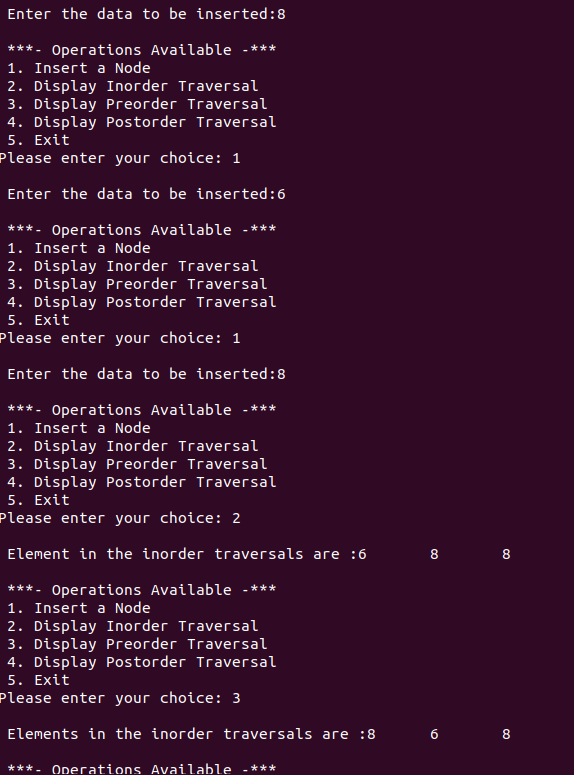 Enter the data to be inserted:8
***- Operations Available -***
1. Insert a Node
2. Display Inorder Traversal
3. Display Preorder Traversal
4. Display Postorder Traversal
5. Exit
Please enter your choice: 1
Enter the data to be inserted:6
***- Operations Available -***
1. Insert a Node
2. Display Inorder Traversal
3. Display Preorder Traversal
4. Display Postorder Traversal
5. Exit
Please enter your choice: 1
Enter the data to be inserted:8
***- Operations Available -***
1. Insert a Node
2. Display Inorder Traversal
3. Display Preorder Traversal
4. Display Postorder Traversal
5. Exit
Please enter your choice: 2
Element in the inorder traversals are :6 8 8
***- Operations Available -***
1. Insert a Node
2. Display Inorder Traversal
3. Display Preorder Traversal
4. Display Postorder Traversal
5. Exit
Please enter your choice: 3
Elements in the inorder traversals are :8 6 8
***- Operations Available -***